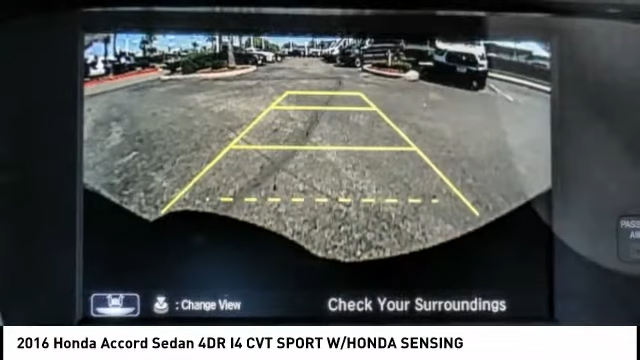 : Change View
Check Your Surroundings
2016 Honda Accord Sedan 4DR I4 CVT SPORT W/HONDA SENSING